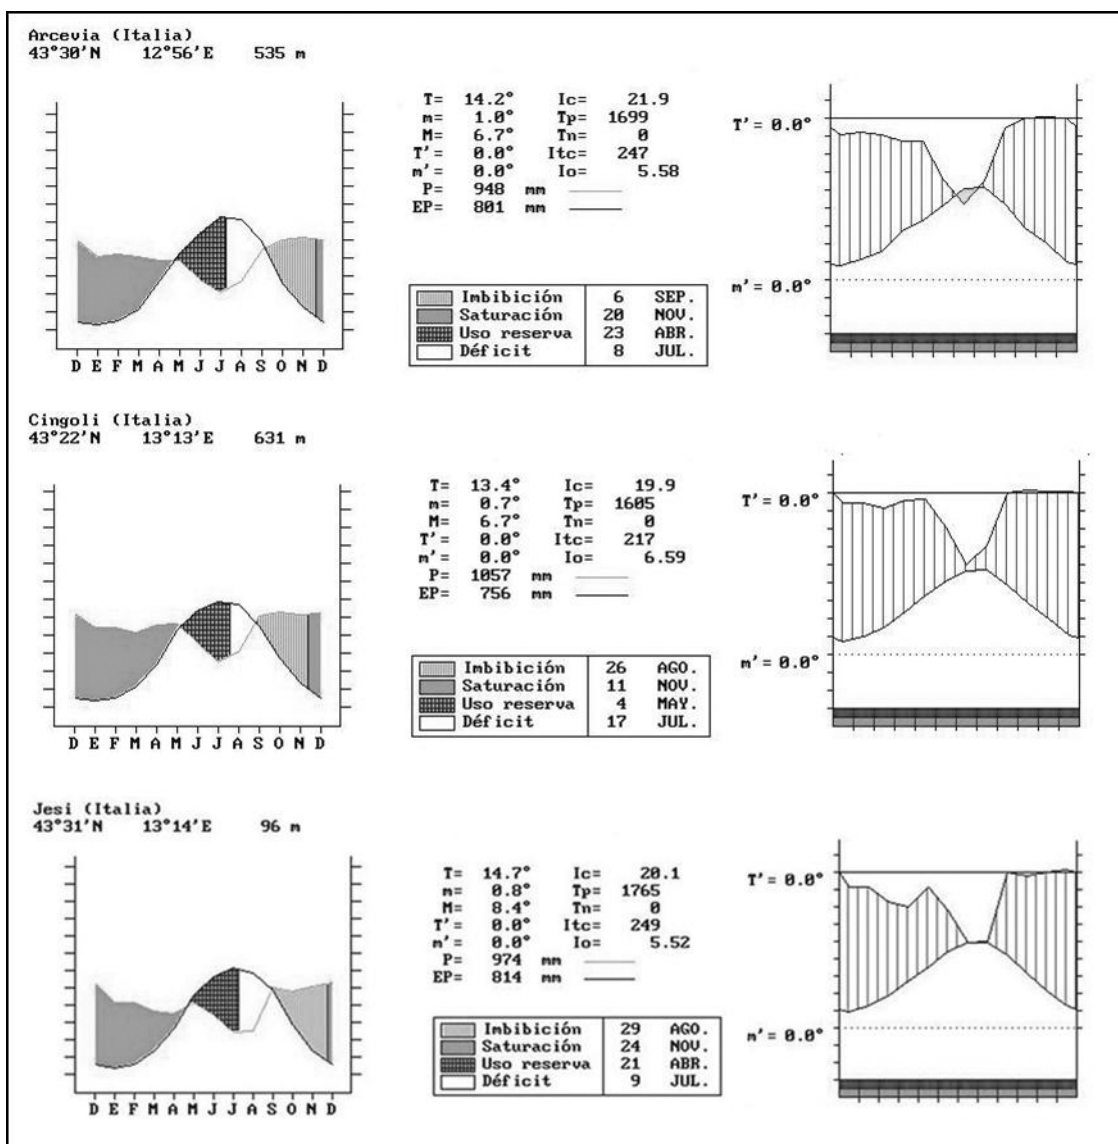 Arcevia (Italia)
43°30'N 12°56'E 535 m
T= 14.2° Ic= 21.9
m= 1.0° Tp= 1699
M= 6.7° Tn= 0
T'= 0.0° Itc= 247
m'= 0.0° Io= 5.58
P= 948 mm
EP= 801 mm
Imbibición 6 SEP.
Saturación 20 NOV.
Uso reserva 23 ABR.
Déficit 8 JUL.
D E F M A M J J A S O N D
T'= 0.0°
m'= 0.0°
Cingoli (Italia)
43°22'N 13°13'E 631 m
T= 13.4° Ic= 19.9
m= 0.7° Tp= 1605
M= 6.7° Tn= 0
T'= 0.0° Itc= 217
m'= 0.0° Io= 6.59
P= 1057 mm
EP= 756 mm
Imbibición 26 AGO.
Saturación 11 NOV.
Uso reserva 4 MAY.
Déficit 17 JUL.
D E F M A M J J A S O N D
T'= 0.0°
m'= 0.0°
Jesi (Italia)
43°31'N 13°14'E 96 m
T= 14.7° Ic= 20.1
m= 0.8° Tp= 1765
M= 8.4° Tn= 0
T'= 0.0° Itc= 249
m'= 0.0° Io= 5.52
P= 974 mm
EP= 814 mm
Imbibición 29 AGO.
Saturación 24 NOV.
Uso reserva 21 ABR.
Déficit 9 JUL.
D E F M A M J J A S O N D
T'= 0.0°
m'= 0.0°